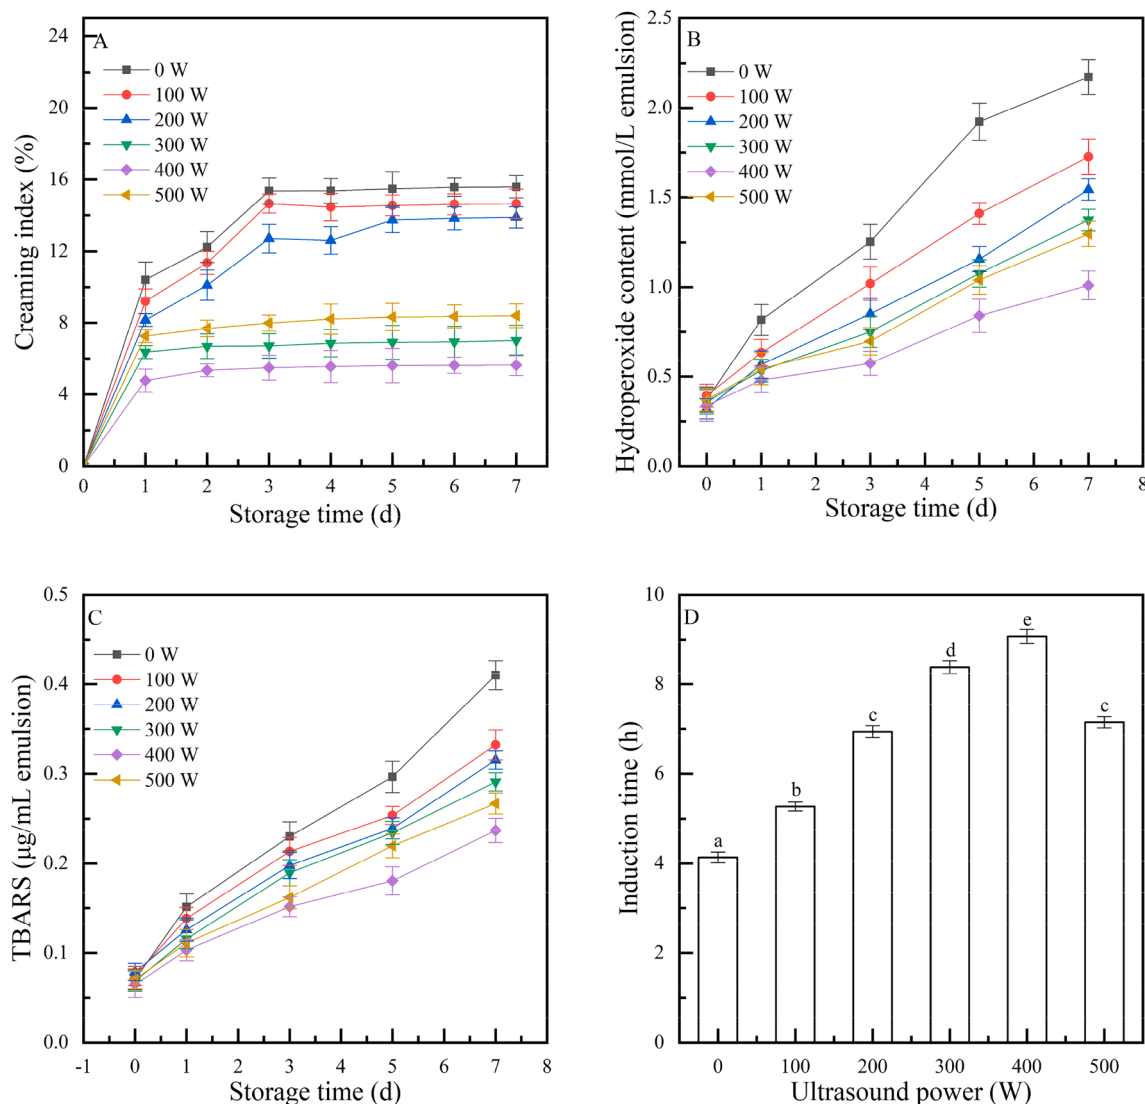 A
0 W
100 W
200 W
300 W
400 W
500 W
24
20
16
12
8
4
0
0 1 2 3 4 5 6 7
Creaming index (%)
Storage time (d)
B
0 W
100 W
200 W
300 W
400 W
500 W
2.5
2.0
1.5
1.0
0.5
0.0
0 1 2 3 4 5 6 7 8
Hydroperoxide content (mmol/L emulsion)
Storage time (d)
C
0 W
100 W
200 W
300 W
400 W
500 W
0.5
0.4
0.3
0.2
0.1
0.0
-1 0 1 2 3 4 5 6 7 8
TBARS (μg/mL emulsion)
Storage time (d)
D
a
b
c
d
e
c
10
8
6
4
2
0
0 100 200 300 400 500
Induction time (h)
Ultrasound power (W)